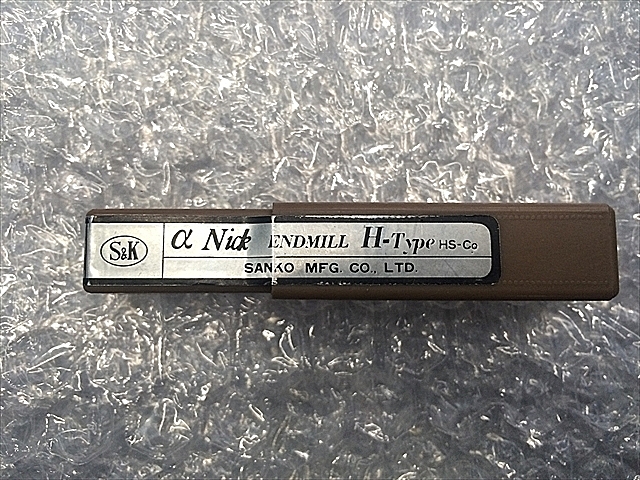 S&K
α Nick ENDMILL H-Type HS-Co
SANKO MFG. CO., LTD.